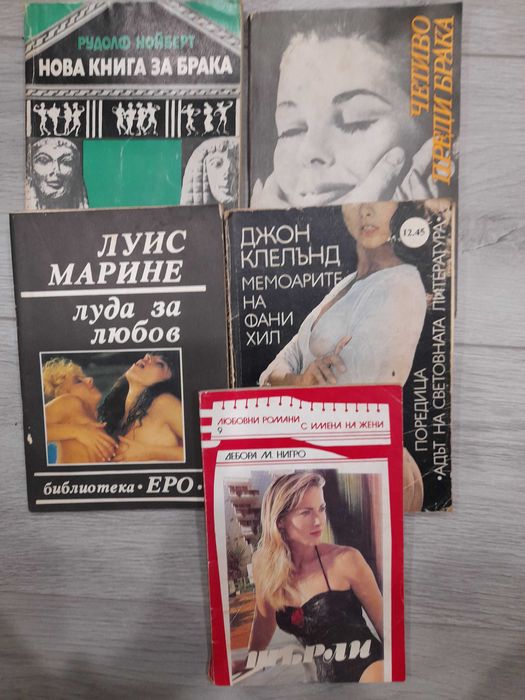 РУДОЛФ НОЙБЕРТ
НОВА КНИГА ЗА БРАКА
ЧЕТИВО
ПРЕДИ БРАКА
ЛУИС
МАРИНЕ
луда за
любов
библиотека • ЕРО •
ДЖОН
КЛЕЛЪНД
МЕМОАРИТЕ
НА
ФАНИ
ХИЛ
12.45
ПОРЕДИЦА
•АДЪТ НА СВЕТОВНАТА ЛИТЕРАТУРА•
ЛЮБОВНИ РОМАНИ
9
С ИМЕНА НА ЖЕНИ
ДЕБОРА М. НИГРО
ШЪРЛИ